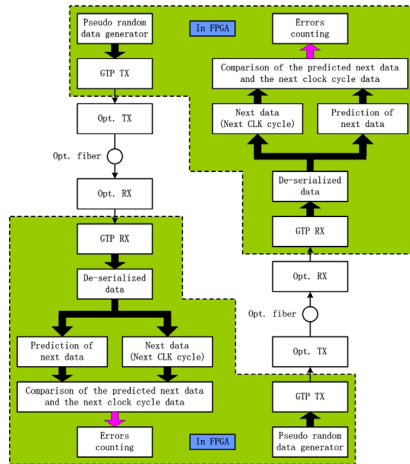 Pseudo random
data generator
In FPGA
Errors
counting
GTP TX
Comparison of the predicted next data
and the next clock cycle data
Opt. TX
Next data
(Next CLK cycle)
Prediction of
next data
Opt. fiber
Opt. RX
De-serialized
data
GTP RX
GTP RX
De-serialized
data
Opt. RX
Opt. fiber
Prediction of
next data
Next data
(Next CLK cycle)
Opt. TX
Comparison of the predicted next data
and the next clock cycle data
GTP TX
Errors
counting
In FPGA
Pseudo random
data generator